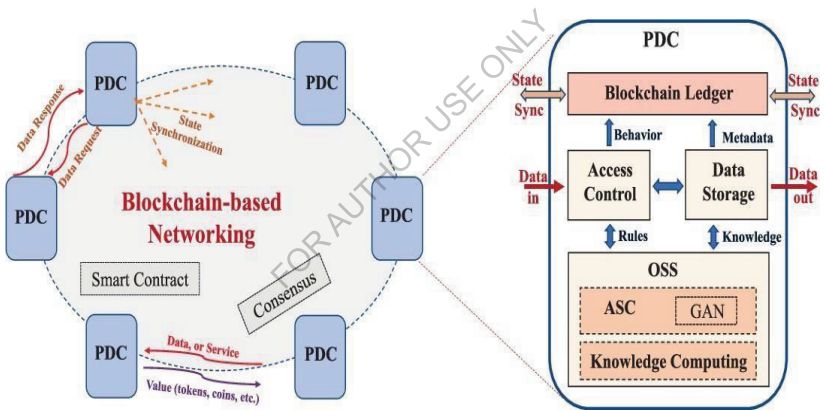 PDC
PDC
Data Response
Data Request
State
Synchronization
PDC
PDC
Blockchain-based
Networking
Smart Contract
Consensus
PDC
PDC
Data, or Service
Value (tokens, coins, etc.)
FOR AUTHOR USE ONLY
PDC
State
Sync
Blockchain Ledger
State
Sync
Behavior
Metadata
Data
in
Access
Control
Data
Storage
Data
out
Rules
Knowledge
OSS
ASC
GAN
Knowledge Computing